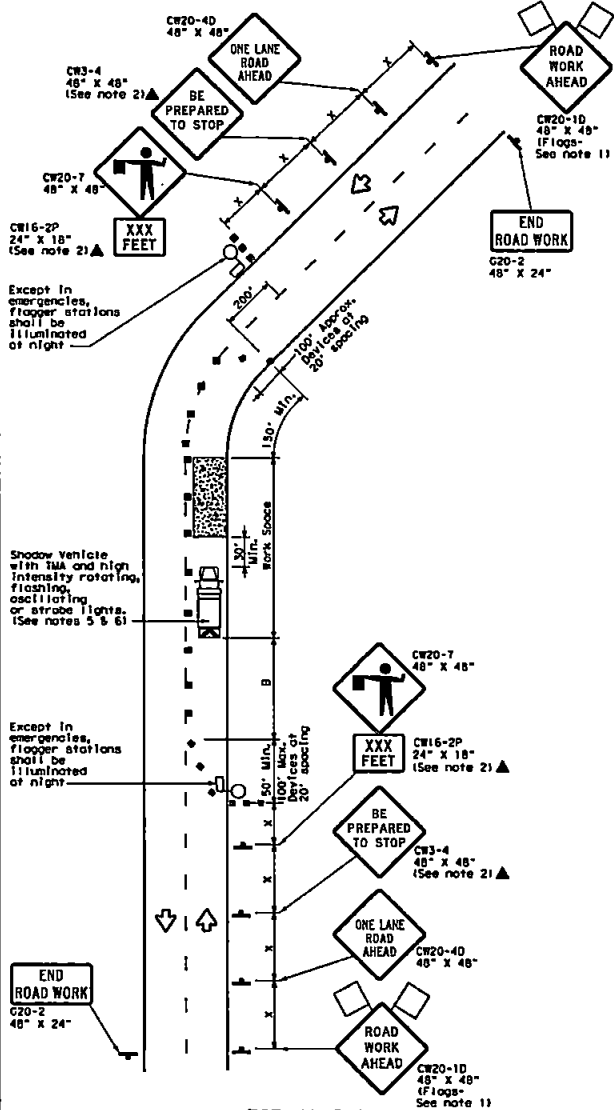 CW20-4D
48" X 48"
ONE LANE
ROAD
AHEAD
CW3-4
48" X 48"
(See note 2) ▲
BE
PREPARED
TO STOP
ROAD
WORK
AHEAD
CW20-1D
48" X 48"
(Flags-
See note 1)
CW20-7
48" X 48"
XXX
FEET
CW16-2P
24" X 18"
(See note 2) ▲
X
X
X
X
END
ROAD WORK
G20-2
48" X 24"
Except in
emergencies,
flagger stations
shall be
illuminated
at night
200'
100' Approx.
Devices at
20' spacing
150' Min.
Work Space
30'
Min.
Shadow Vehicle
with TMA and high
intensity rotating,
flashing,
oscillating
or strobe lights.
(See notes 5 & 6)
B
CW20-7
48" X 48"
XXX
FEET
CW16-2P
24" X 18"
(See note 2) ▲
Except in
emergencies,
flagger stations
shall be
illuminated
at night
50' Min.
100' Max.
Devices at
20' spacing
X
BE
PREPARED
TO STOP
CW3-4
48" X 48"
(See note 2) ▲
X
ONE LANE
ROAD
AHEAD
CW20-4D
48" X 48"
X
X
END
ROAD WORK
G20-2
48" X 24"
ROAD
WORK
AHEAD
CW20-1D
48" X 48"
(Flags-
See note 1)